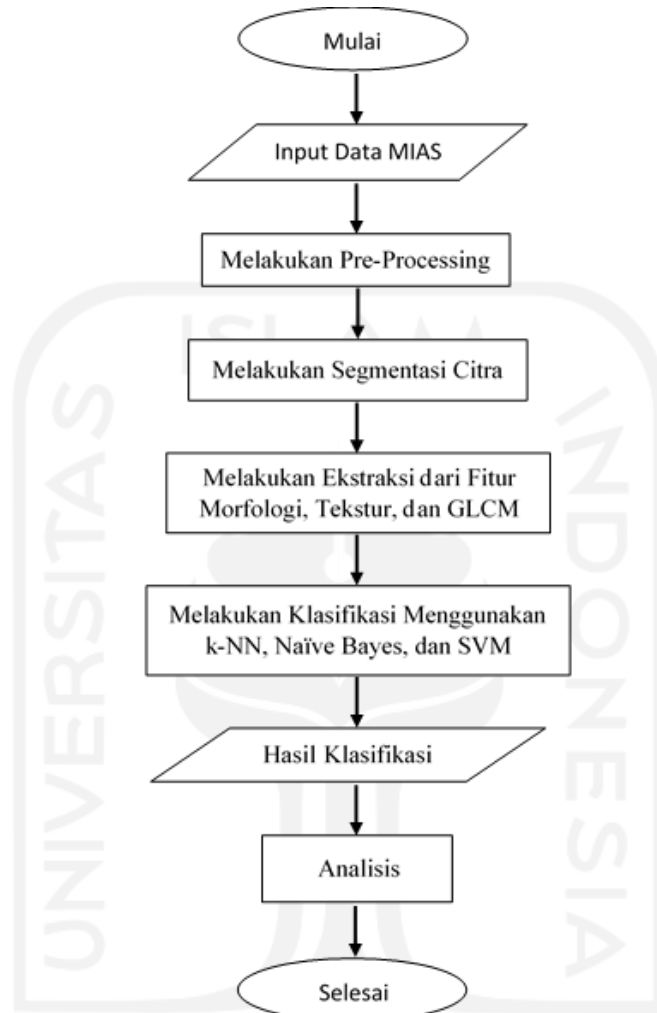 Mulai
Input Data MIAS
Melakukan Pre-Processing
ISLAM
Melakukan Segmentasi Citra
UNIVERSITAS
INDONESIA
Melakukan Ekstraksi dari Fitur
Morfologi, Tekstur, dan GLCM
Melakukan Klasifikasi Menggunakan
k-NN, Naïve Bayes, dan SVM
Hasil Klasifikasi
Analisis
Selesai